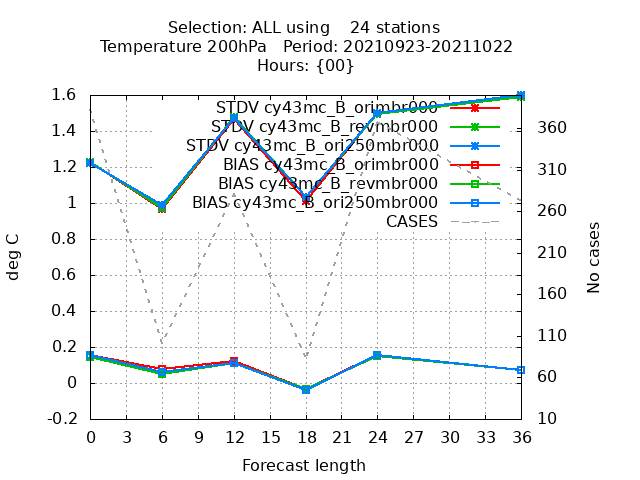 Selection: ALL using    24 stations
Temperature 200hPa   Period: 20210923-20211022
Hours: {00}
STDV cy43mc_B_orimbr000
STDV cy43mc_B_revmbr000
STDV cy43mc_B_ori250mbr000
BIAS cy43mc_B_orimbr000
BIAS cy43mc_B_revmbr000
BIAS cy43mc_B_ori250mbr000
CASES
deg C
1.6
1.4
1.2
1
0.8
0.6
0.4
0.2
0
-0.2
No cases
360
310
260
210
160
110
60
10
0 3 6 9 12 15 18 21 24 27 30 33 36
Forecast length